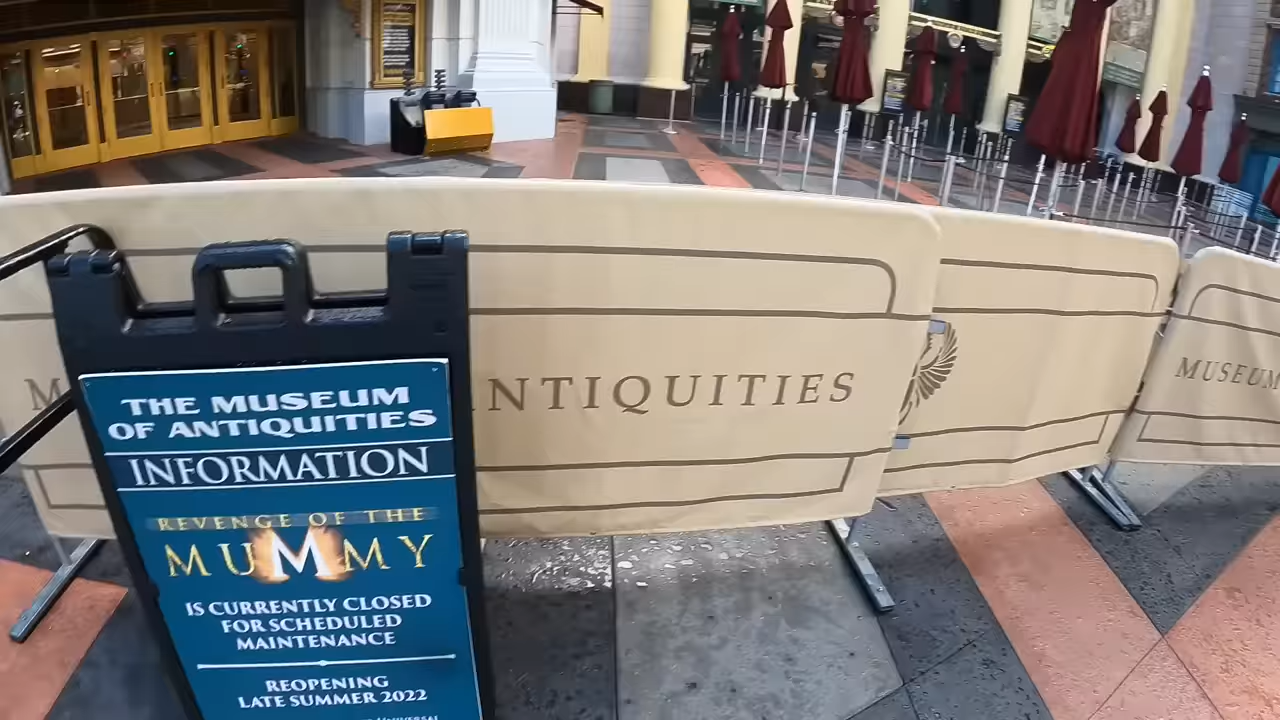 THE MUSEUM
OF ANTIQUITIES
INFORMATION
REVENGE OF THE
MUMMY
IS CURRENTLY CLOSED
FOR SCHEDULED
MAINTENANCE
REOPENING
LATE SUMMER 2022
UNIVERSAL
M
ANTIQUITIES
MUSEUM